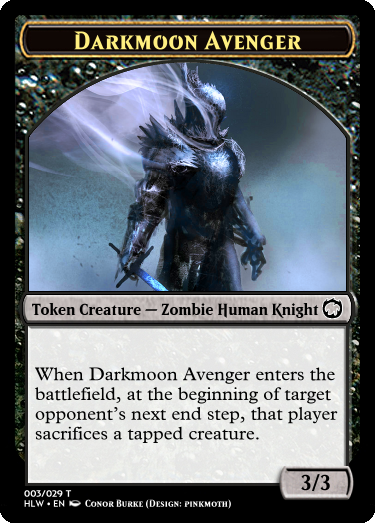 Darkmoon Avenger
Token Creature — Zombie Human Knight
When Darkmoon Avenger enters the
battlefield, at the beginning of target
opponent's next end step, that player
sacrifices a tapped creature.
3/3
003/029 T
HLW • EN Conor Burke (Design: pinkmoth)